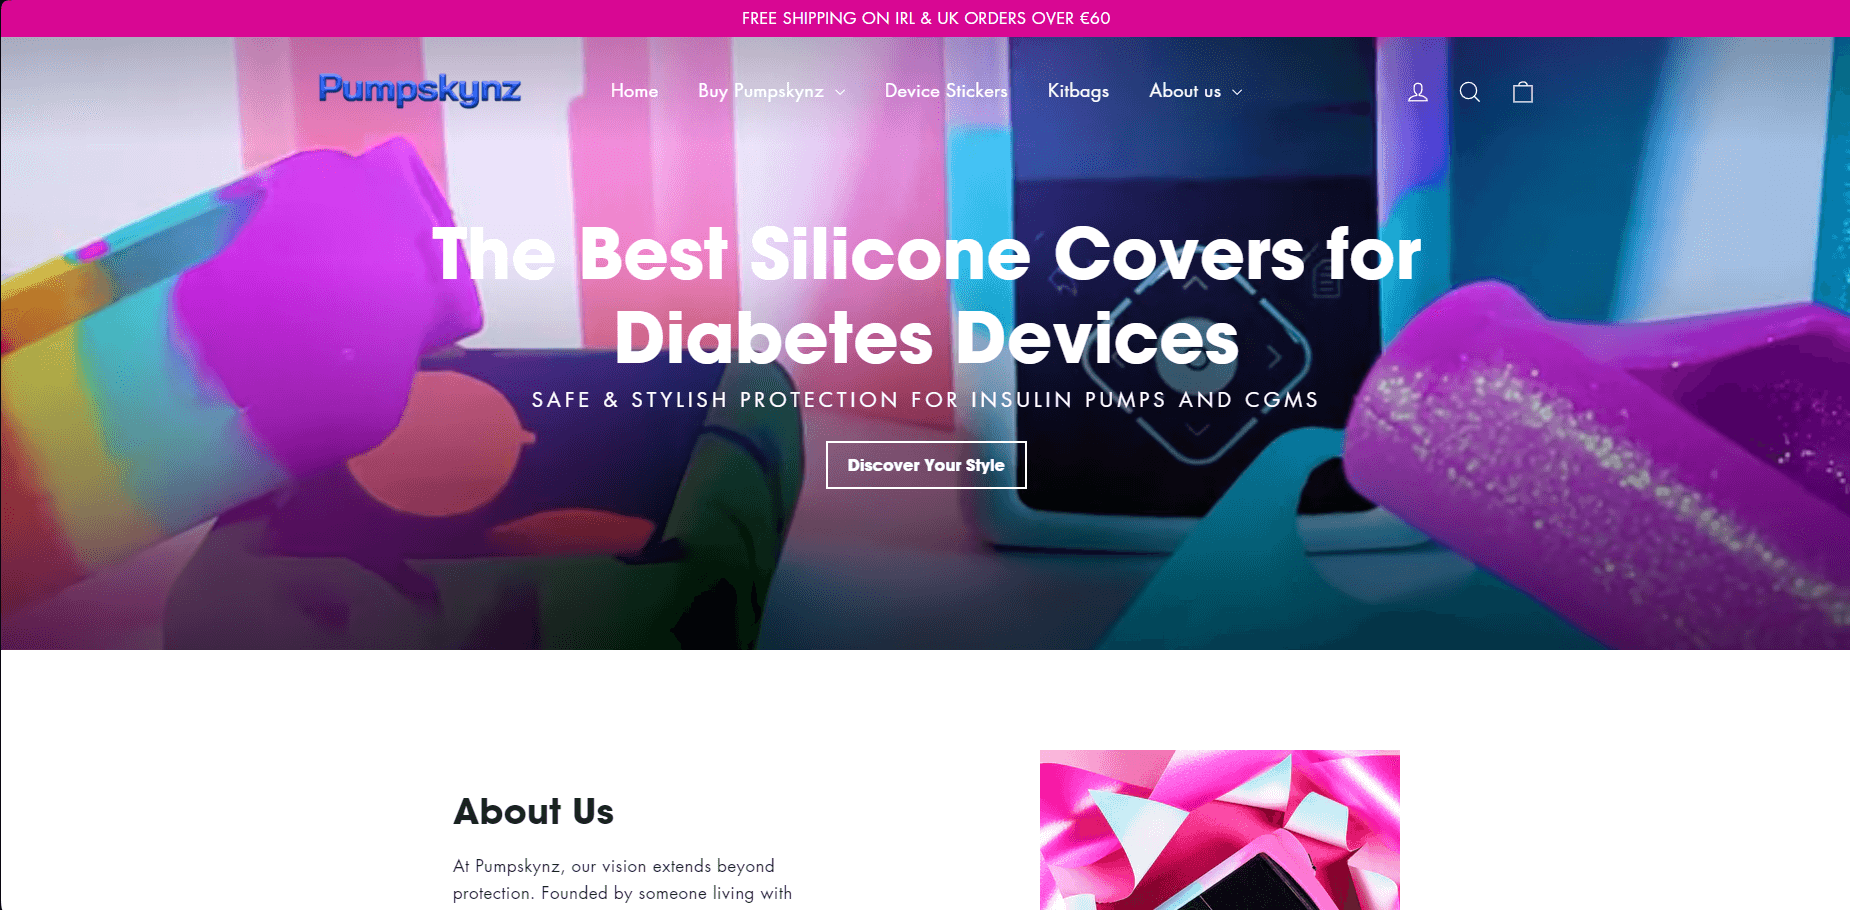 FREE SHIPPING ON IRL & UK ORDERS OVER €60
Pumpskynz
Home Buy Pumpskynz Device Stickers Kitbags About us
The Best Silicone Covers for
Diabetes Devices
SAFE & STYLISH PROTECTION FOR INSULIN PUMPS AND CGMS
Discover Your Style
About Us
At Pumpskynz, our vision extends beyond
protection. Founded by someone living with